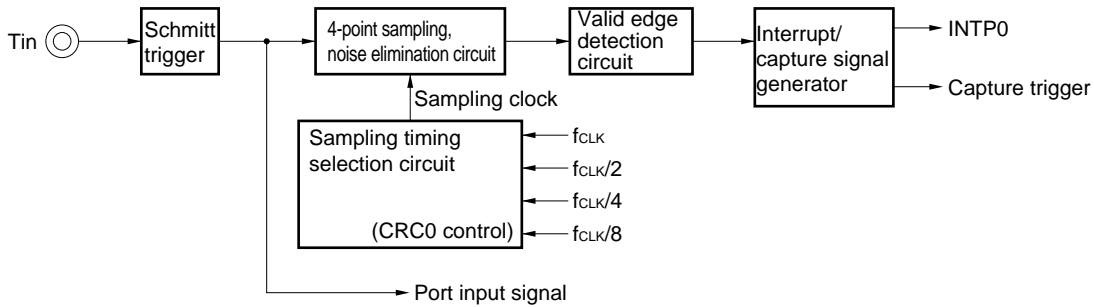 Tin
Schmitt
trigger
4-point sampling,
noise elimination circuit
Valid edge
detection
circuit
Interrupt/
capture signal
generator
INTP0
Capture trigger
Sampling clock
Sampling timing
selection circuit
(CRC0 control)
fCLK
fCLK/2
fCLK/4
fCLK/8
Port input signal